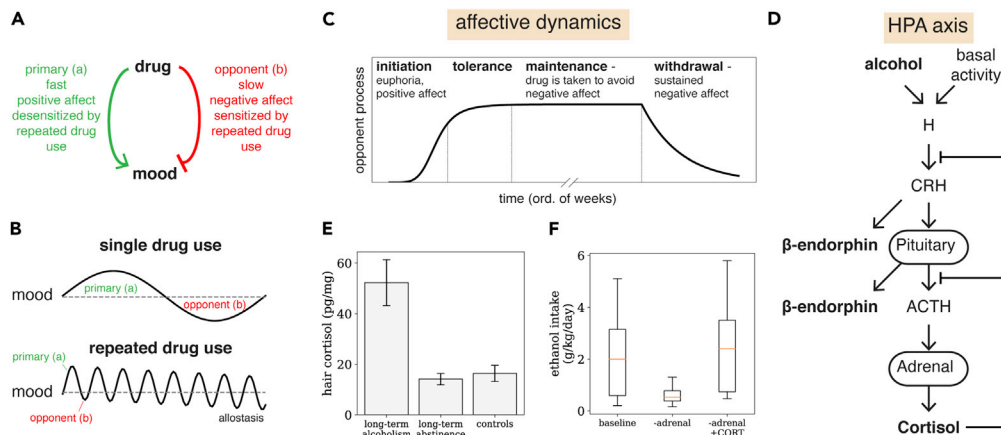 A
primary (a)
fast
positive affect
desensitized by
repeated drug
use
drug
mood
opponent (b)
slow
negative affect
sensitized by
repeated drug
use
B
single drug use
mood
primary (a)
opponent (b)
repeated drug use
primary (a)
mood
opponent (b)
allostasis
C
affective dynamics
opponent process
initiation
euphoria,
positive affect
tolerance
maintenance -
drug is taken to avoid
negative affect
withdrawal -
sustained
negative affect
time (ord. of weeks)
E
hair cortisol (pg/mg)
60
40
20
0
long-term
alcoholism
long-term
abstinence
controls
F
ethanol intake
(g/kg/day)
6
4
2
0
baseline
-adrenal
-adrenal
+CORT
D
HPA axis
alcohol
basal
activity
H
CRH
β-endorphin
Pituitary
β-endorphin
ACTH
Adrenal
Cortisol